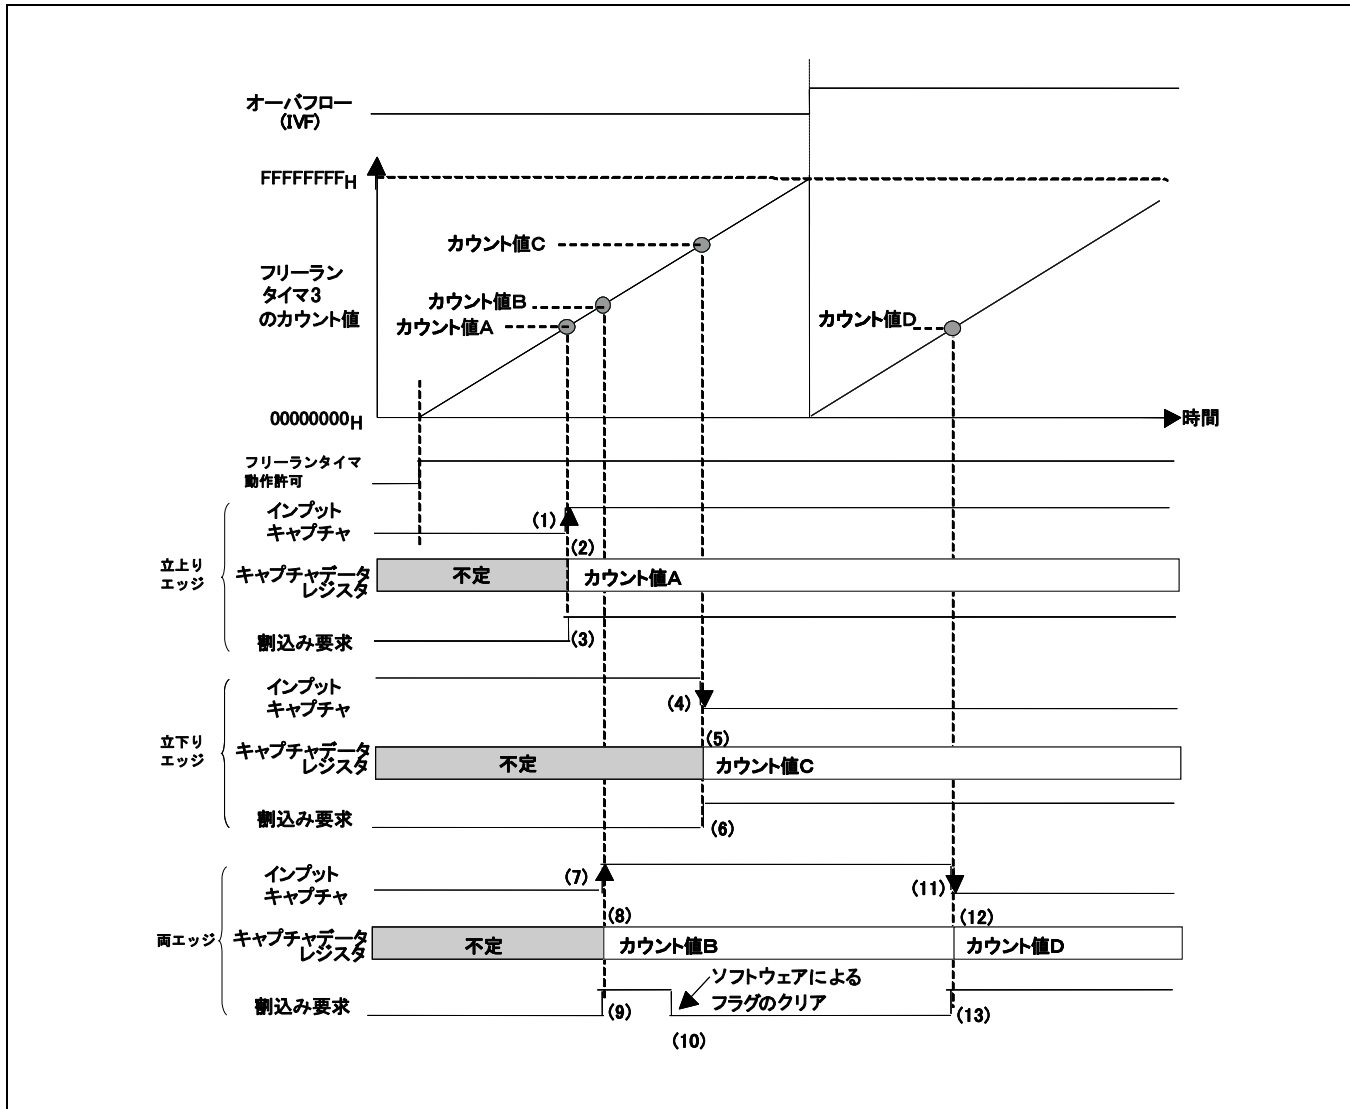 オーバフロー
(IVF)
FFFFFFFFH
カウント値C
フリーラン
タイマ3
のカウント値
カウント値B
カウント値A
カウント値D
00000000H
時間
フリーランタイマ
動作許可
立上り
エッジ
インプット
キャプチャ
(1)
(2)
キャプチャデータ
レジスタ
不定
カウント値A
割込み要求
(3)
立下り
エッジ
インプット
キャプチャ
(4)
(5)
キャプチャデータ
レジスタ
不定
カウント値C
割込み要求
(6)
両エッジ
インプット
キャプチャ
(7)
(11)
(8)
(12)
キャプチャデータ
レジスタ
不定
カウント値B
カウント値D
ソフトウェアによる
フラグのクリア
割込み要求
(9)
(13)
(10)